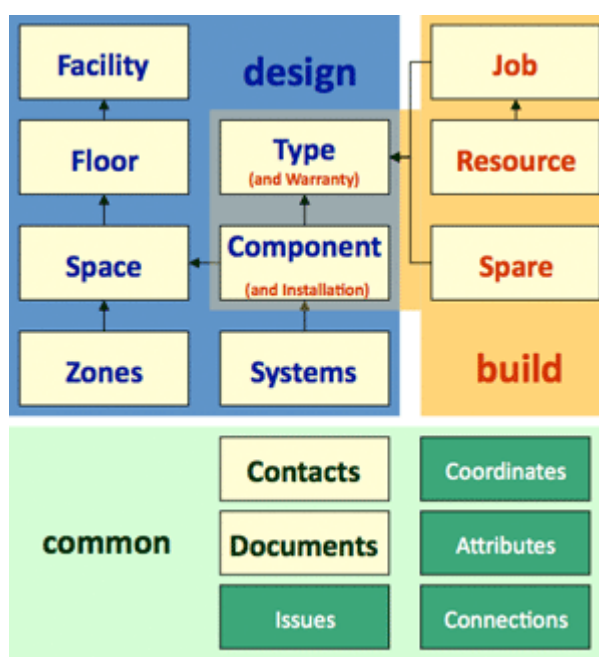 Facility
design
Job
Floor
Type
(and Warranty)
Resource
Space
Component
(and Installation)
Spare
Zones
Systems
build
common
Contacts
Coordinates
Documents
Attributes
Issues
Connections